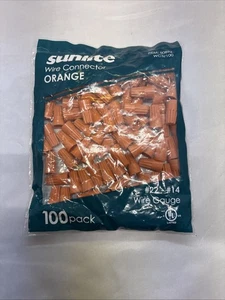 sunlite
Wire Connector
ORANGE
#22 - #14
Wire Gauge
100 pack